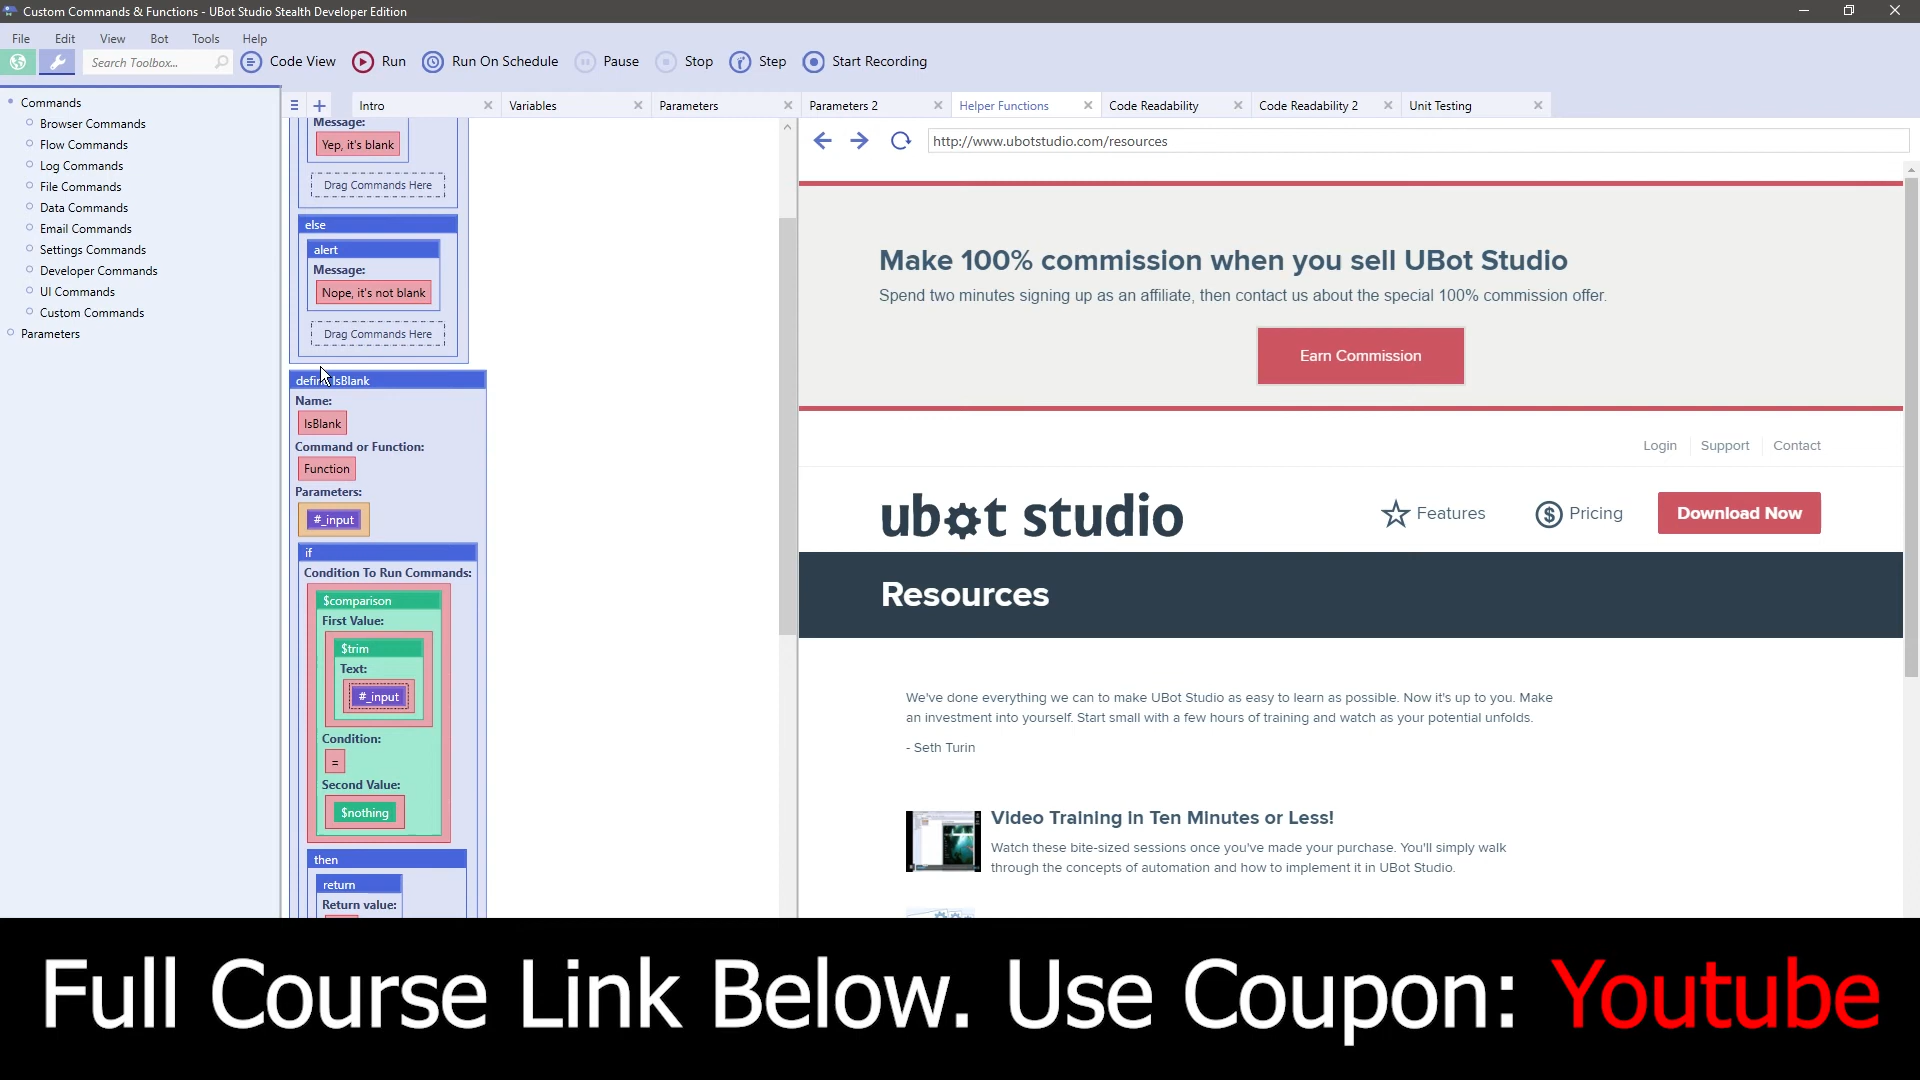 Custom Commands & Functions - UBot Studio Stealth Developer Edition
File Edit View Bot Tools Help
Search Toolbox... Code View Run Run On Schedule Pause Stop Step Start Recording
Commands
Browser Commands
Flow Commands
Log Commands
File Commands
Data Commands
Email Commands
Settings Commands
Developer Commands
UI Commands
Custom Commands
Parameters
Intro Variables Parameters Parameters 2 Helper Functions Code Readability Code Readability 2 Unit Testing
Message:
Yep, it's blank
Drag Commands Here
else
alert
Message:
Nope, it's not blank
Drag Commands Here
IsBlank
Name:
IsBlank
Command or Function:
Function
Parameters:
#_input
if
Condition To Run Commands:
$comparison
First Value:
$trim
Text:
#_input
Condition:
=
Second Value:
$nothing
then
return
Return value:
http://www.ubotstudio.com/resources
Make 100% commission when you sell UBot Studio
Spend two minutes signing up as an affiliate, then contact us about the special 100% commission offer.
Earn Commission
Login Support Contact
ubot studio
Features Pricing Download Now
Resources
We've done everything we can to make UBot Studio as easy to learn as possible. Now it's up to you. Make
an investment into yourself. Start small with a few hours of training and watch as your potential unfolds.
- Seth Turin
Video Training in Ten Minutes or Less!
Watch these bite-sized sessions once you've made your purchase. You'll simply walk
through the concepts of automation and how to implement it in UBot Studio.
Full Course Link Below. Use Coupon: Youtube